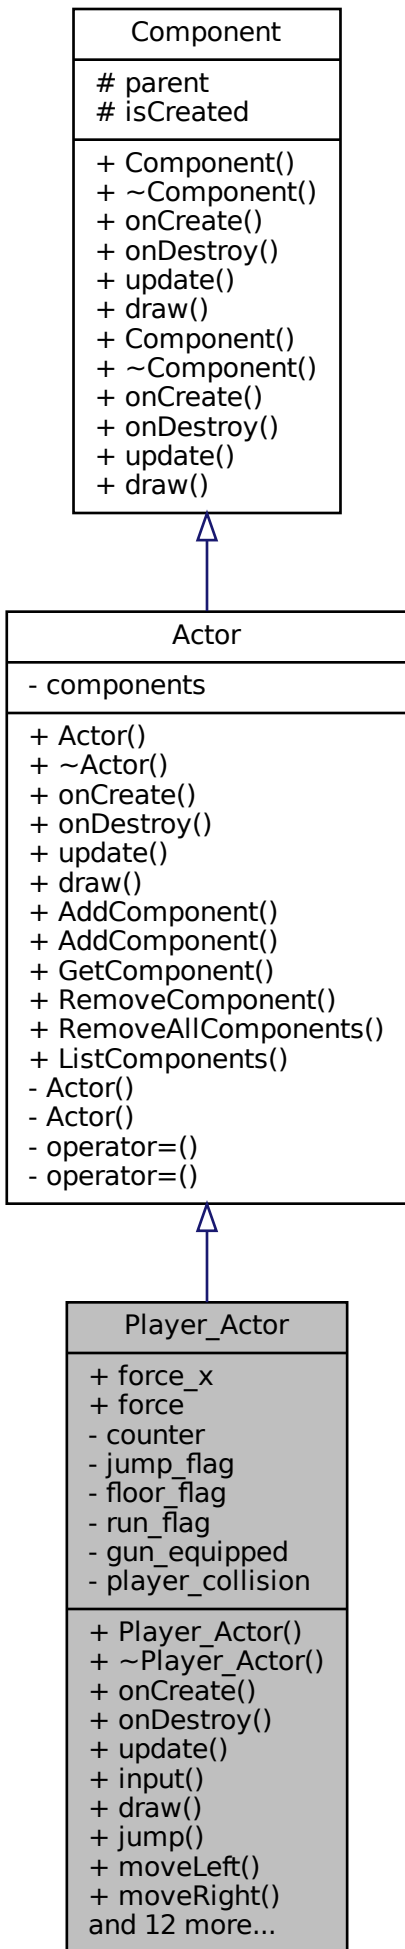 Component
# parent
# isCreated
+ Component()
+ ~Component()
+ onCreate()
+ onDestroy()
+ update()
+ draw()
+ Component()
+ ~Component()
+ onCreate()
+ onDestroy()
+ update()
+ draw()
Actor
- components
+ Actor()
+ ~Actor()
+ onCreate()
+ onDestroy()
+ update()
+ draw()
+ AddComponent()
+ AddComponent()
+ GetComponent()
+ RemoveComponent()
+ RemoveAllComponents()
+ ListComponents()
- Actor()
- Actor()
- operator=()
- operator=()
Player_Actor
+ force_x
+ force
- counter
- jump_flag
- floor_flag
- run_flag
- gun_equipped
- player_collision
+ Player_Actor()
+ ~Player_Actor()
+ onCreate()
+ onDestroy()
+ update()
+ input()
+ draw()
+ jump()
+ moveLeft()
+ moveRight()
and 12 more...